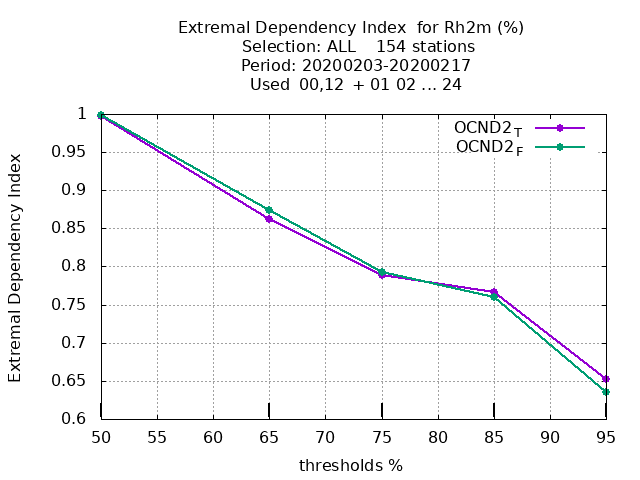 Extremal Dependency Index  for Rh2m (%)
Selection: ALL    154 stations
Period: 20200203-20200217
Used  00,12  + 01 02 ... 24
OCND2T
OCND2F
Extremal Dependency Index
1
0.95
0.9
0.85
0.8
0.75
0.7
0.65
0.6
50 55 60 65 70 75 80 85 90 95
thresholds %